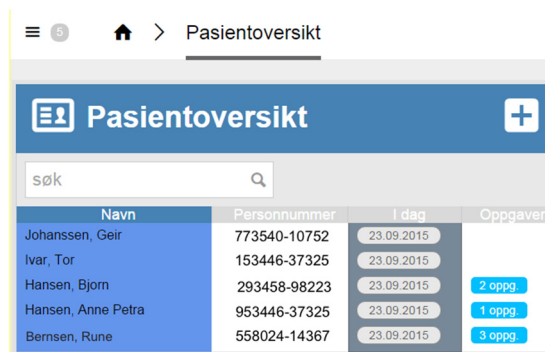 5 Pasientoversikt
Pasientoversikt
søk
Navn Personnummer I dag Oppgaver
Johanssen, Geir 773540-10752 23.09.2015
Ivar, Tor 153446-37325 23.09.2015
Hansen, Bjorn 293458-98223 23.09.2015 2 oppg.
Hansen, Anne Petra 953446-37325 23.09.2015 1 oppg.
Bernsen, Rune 558024-14367 23.09.2015 3 oppg.